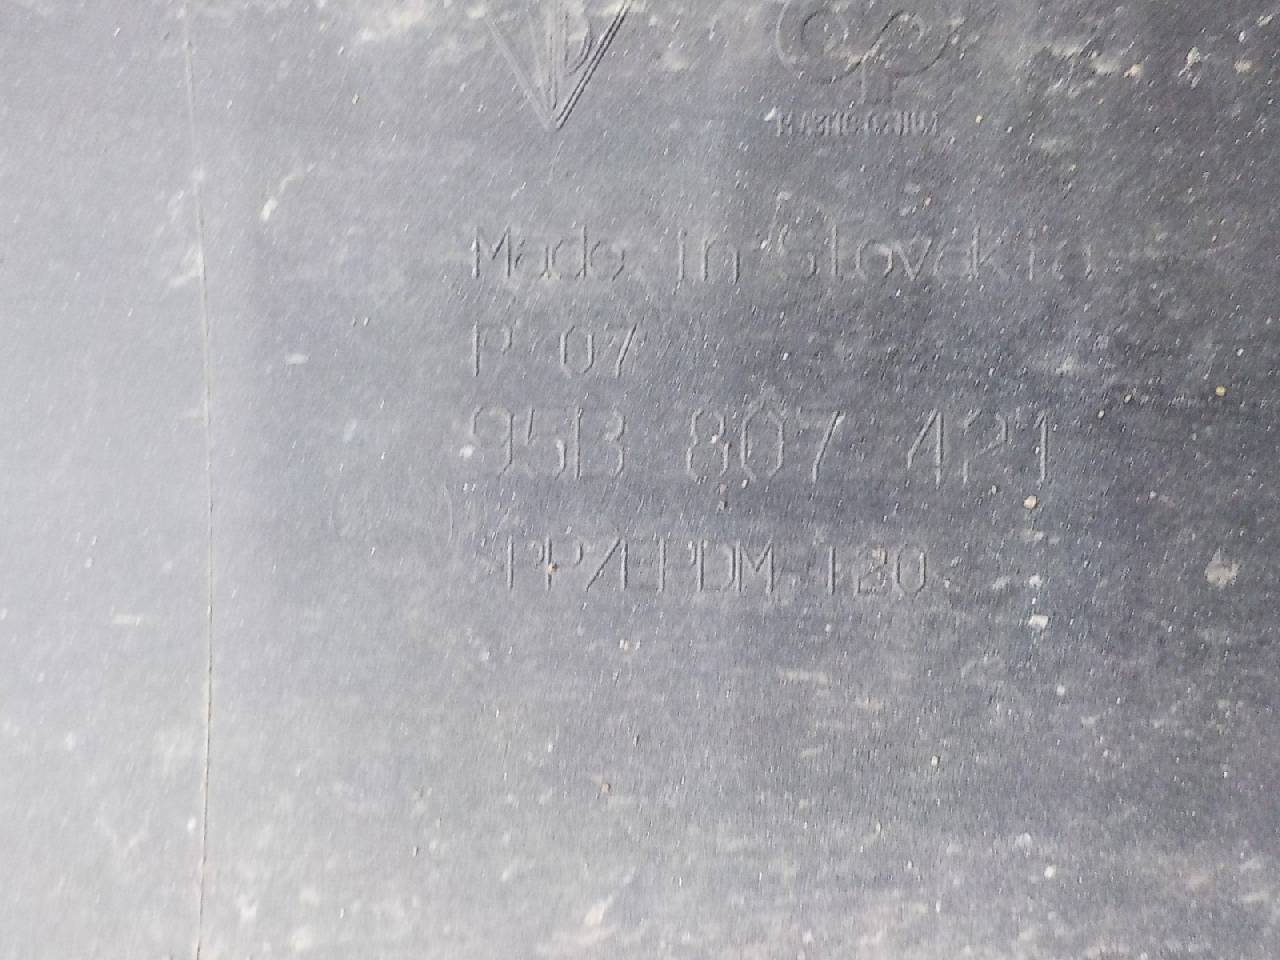 Made in Slovakia
P 07
95B 807 421
>PP/EPDM T20<